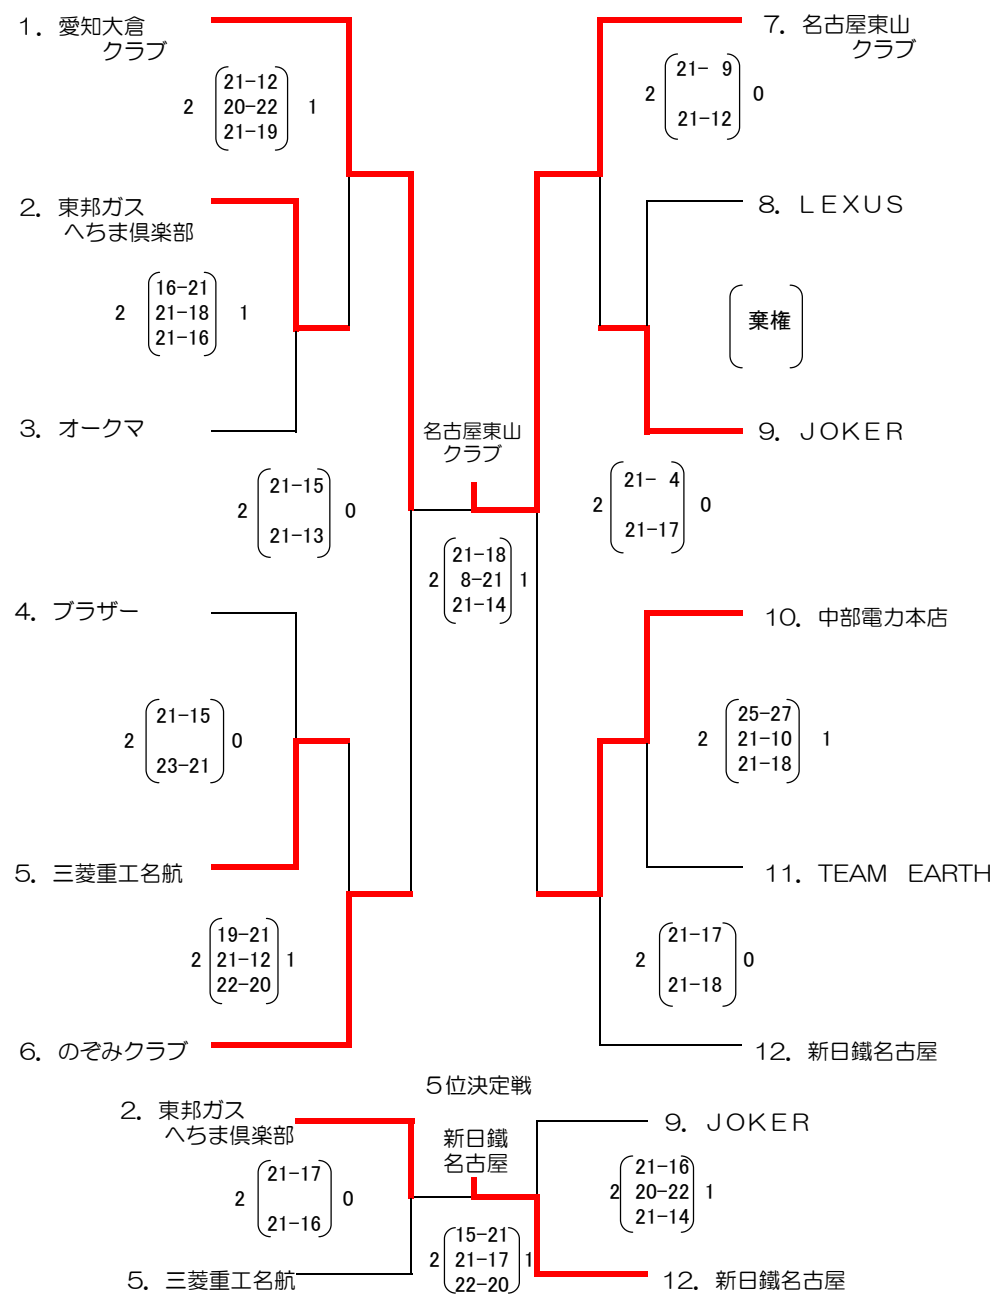 1. 愛知大倉
クラブ
2 21-12 1
20-22
21-19
2. 東邦ガス
へちま倶楽部
2 16-21 1
21-18
21-16
3. オークマ
2 21-15 0
21-13
4. ブラザー
2 21-15 0
23-21
5. 三菱重工名航
2 19-21 1
21-12
22-20
6. のぞみクラブ
名古屋東山
クラブ
2 21-18 1
8-21
21-14
7. 名古屋東山
クラブ
2 21- 9 0
21-12
8. LEXUS
棄権
9. JOKER
2 21- 4 0
21-17
10. 中部電力本店
2 25-27 1
21-10
21-18
11. TEAM EARTH
2 21-17 0
21-18
12. 新日鐵名古屋
5位決定戦
2. 東邦ガス
へちま倶楽部
2 21-17 0
21-16
5. 三菱重工名航
新日鐵
名古屋
2 15-21 1
21-17
22-20
9. JOKER
2 21-16 1
20-22
21-14
12. 新日鐵名古屋